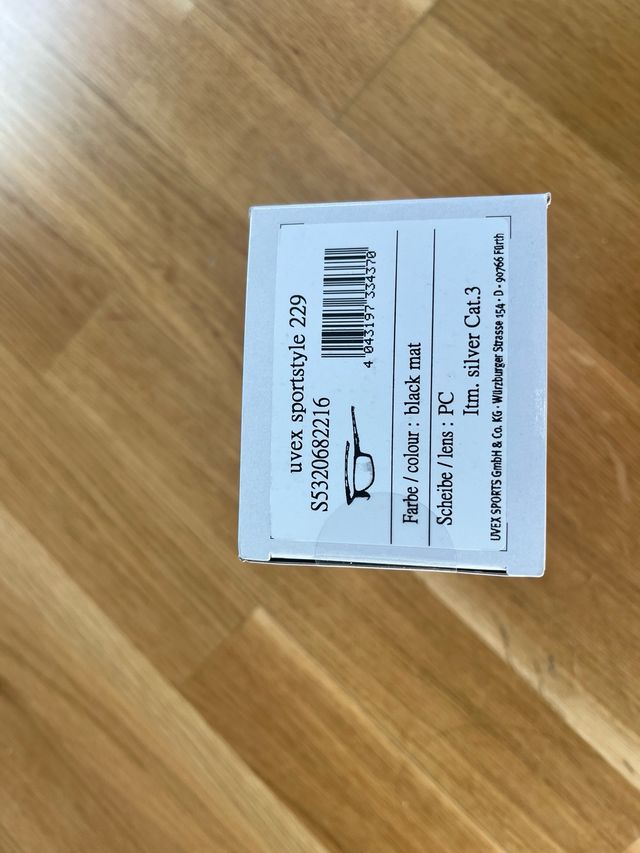 uvex sportstyle 229
S5320682216
4 043197 334370
Farbe / colour : black mat
Scheibe / lens : PC
ltm. silver Cat.3
UVEX SPORTS GmbH & Co. KG · Würzburger Strasse 154 · D - 90766 Fürth